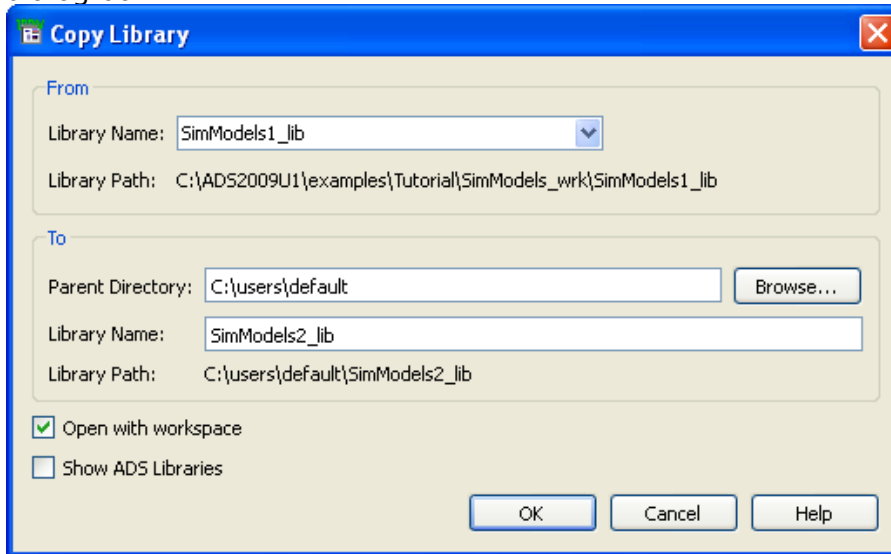 Copy Library
From
Library Name: SimModels1_lib
Library Path: C:\ADS2009U1\examples\Tutorial\SimModels_wrk\SimModels1_lib
To
Parent Directory: C:\users\default Browse...
Library Name: SimModels2_lib
Library Path: C:\users\default\SimModels2_lib
Open with workspace
Show ADS Libraries
OK Cancel Help